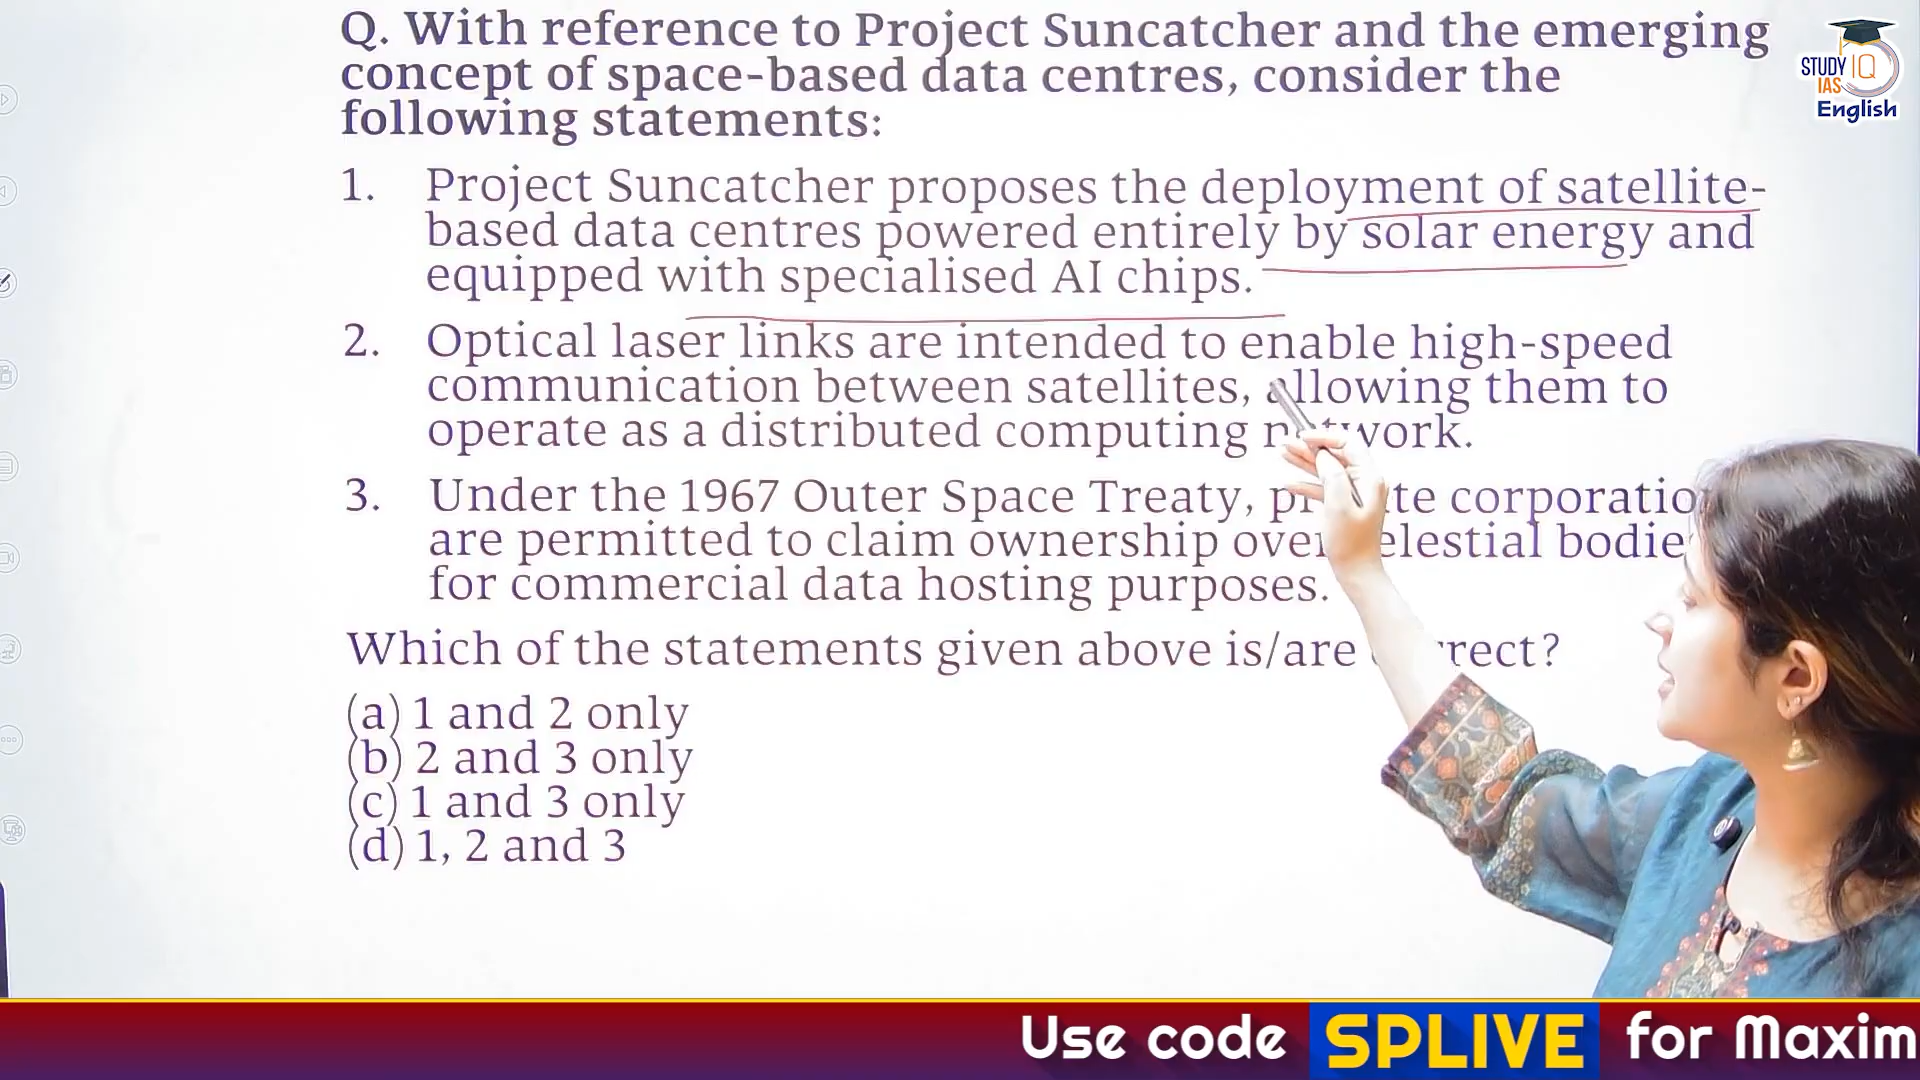 Q. With reference to Project Suncatcher and the emerging
concept of space-based data centres, consider the
following statements:
STUDY IQ
IAS
English
1. Project Suncatcher proposes the deployment of satellite-
based data centres powered entirely by solar energy and
equipped with specialised AI chips.
2. Optical laser links are intended to enable high-speed
communication between satellites, allowing them to
operate as a distributed computing network.
3. Under the 1967 Outer Space Treaty,
are permitted to claim ownership
for commercial data hosting purposes.
Which of the statements given above is/are
(a) 1 and 2 only
(b) 2 and 3 only
(c) 1 and 3 only
(d) 1, 2 and 3
Use code SPLIVE for Maxim